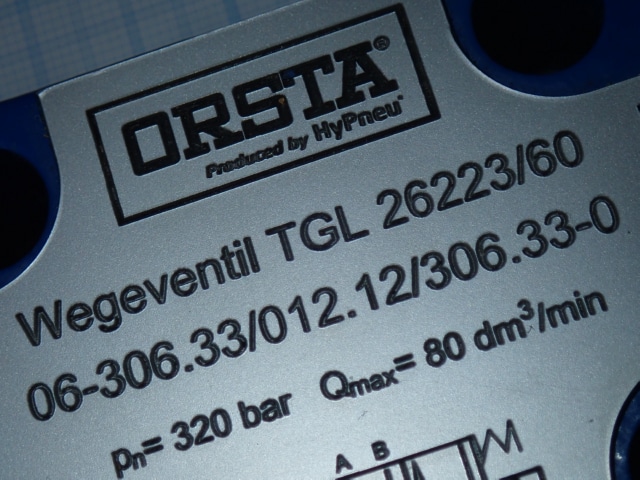 ORSTA®
Produced by HyPneu®
Wegeventil TGL 26223/60
06-306.33/012.12/306.33-0
pn= 320 bar Qmax= 80 dm³/min
A B